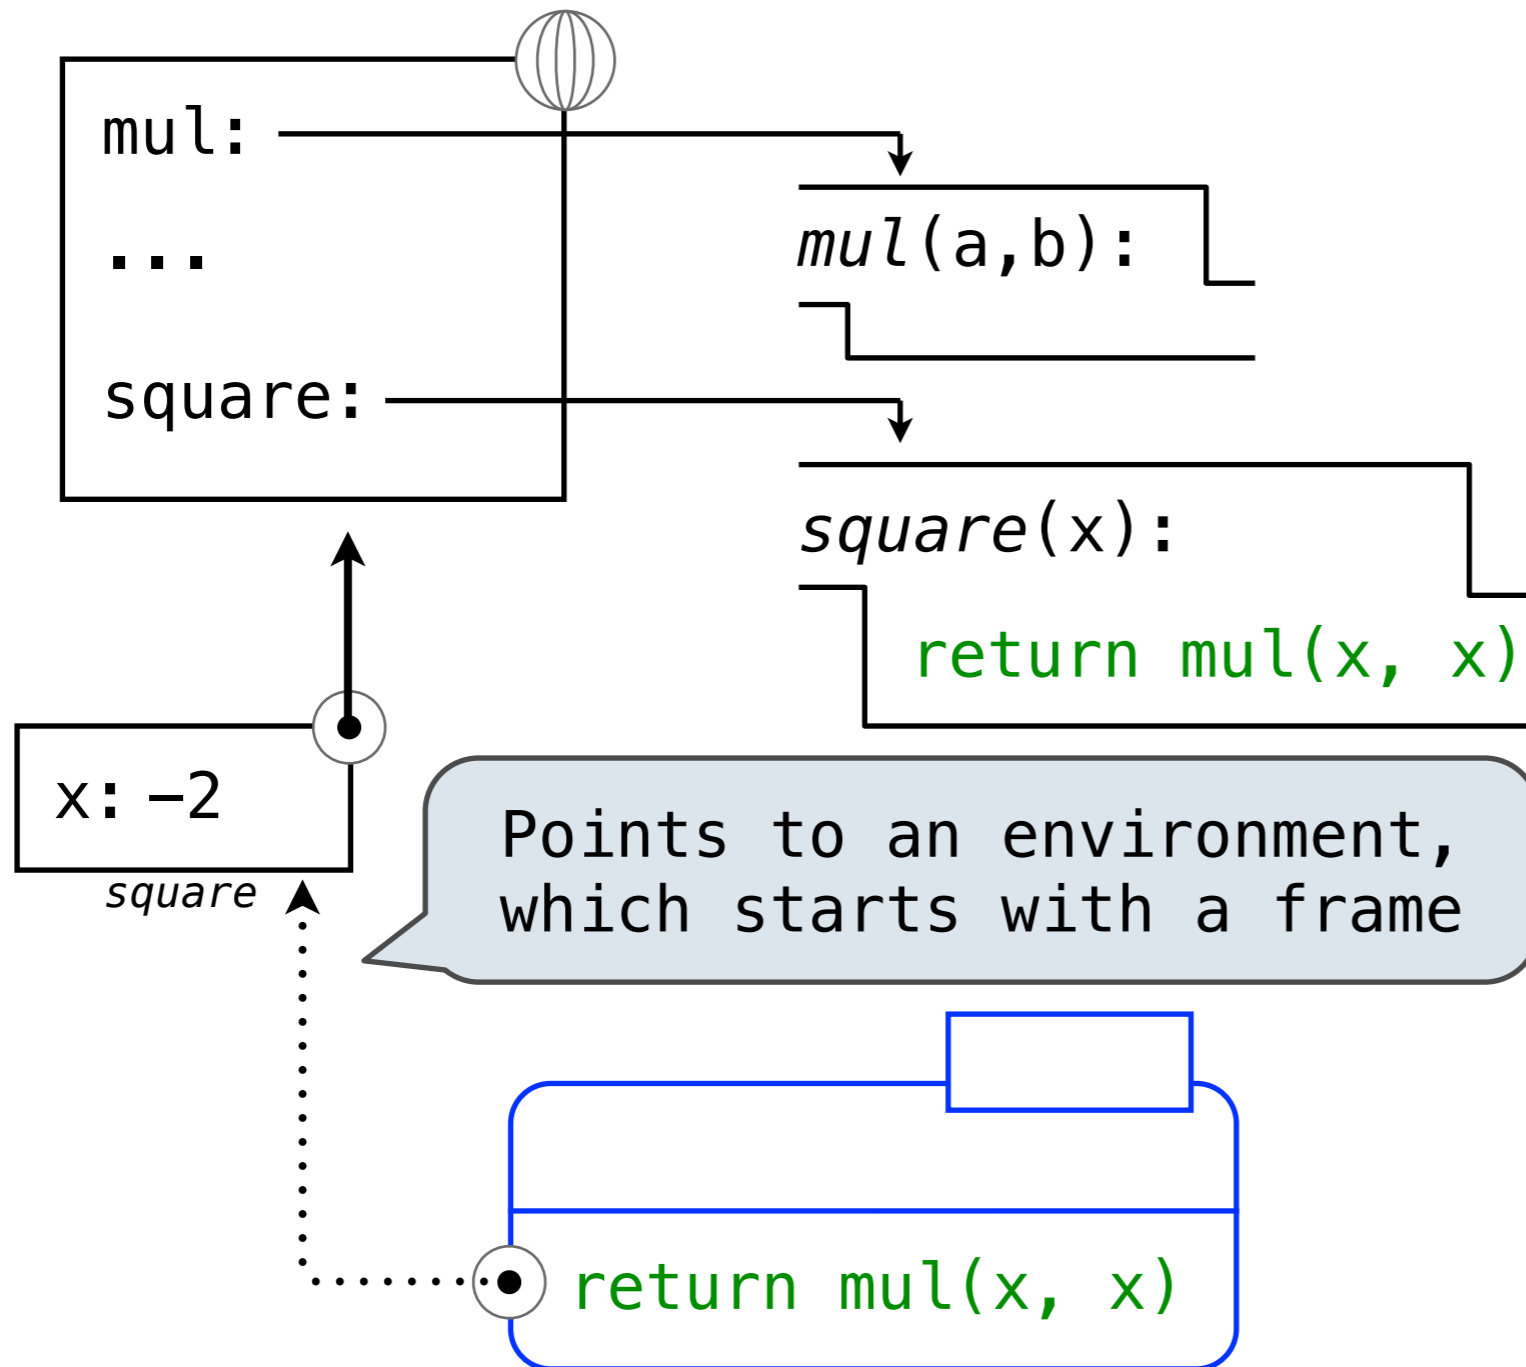 mul:
mul(a,b):
...
square:
square(x):
return mul(x, x)
x: −2
square
Points to an environment,
which starts with a frame
return mul(x, x)